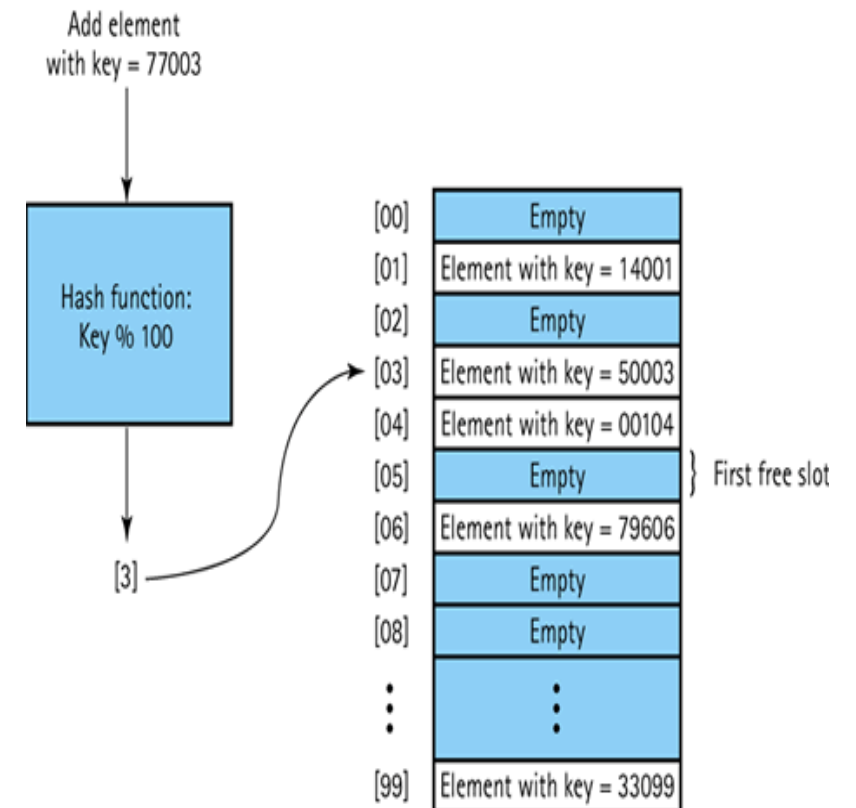 Add element
with key = 77003
Hash function:
Key % 100
[3]
[00] Empty
[01] Element with key = 14001
[02] Empty
[03] Element with key = 50003
[04] Element with key = 00104
[05] Empty } First free slot
[06] Element with key = 79606
[07] Empty
[08] Empty
[99] Element with key = 33099